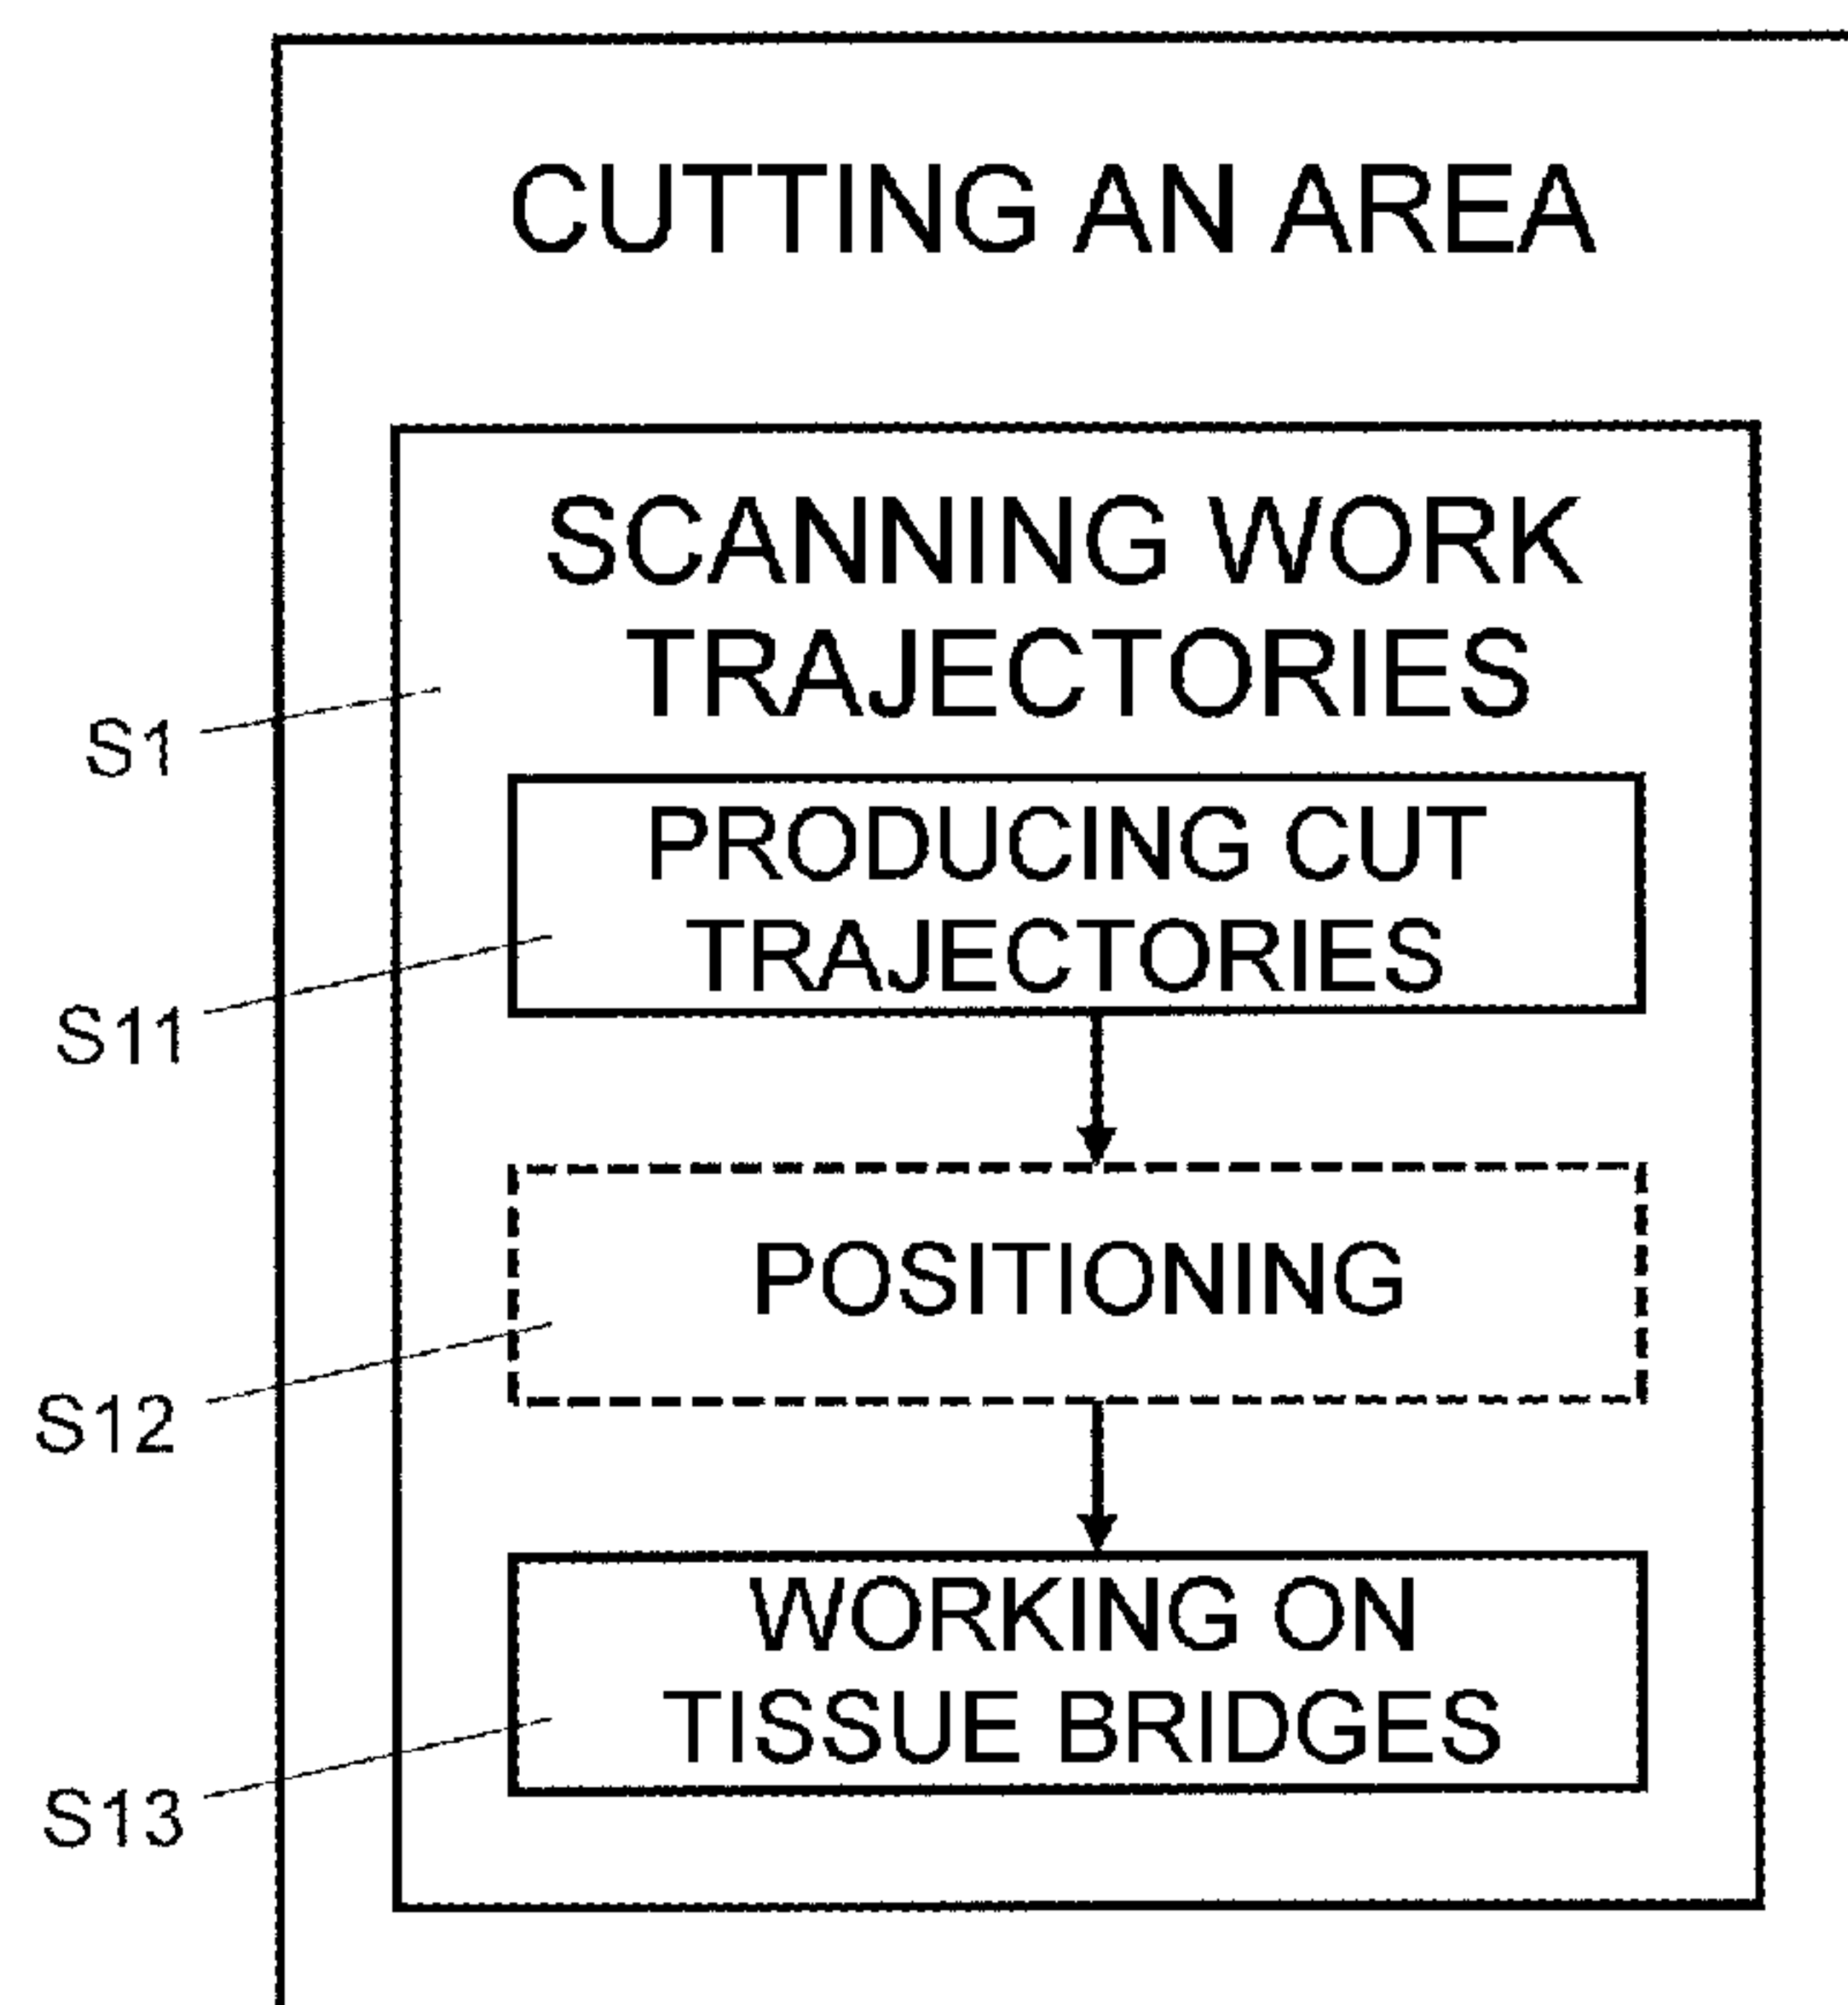 CUTTING AN AREA
SCANNING WORK
TRAJECTORIES
S1
PRODUCING CUT
TRAJECTORIES
S11
POSITIONING
S12
WORKING ON
TISSUE BRIDGES
S13